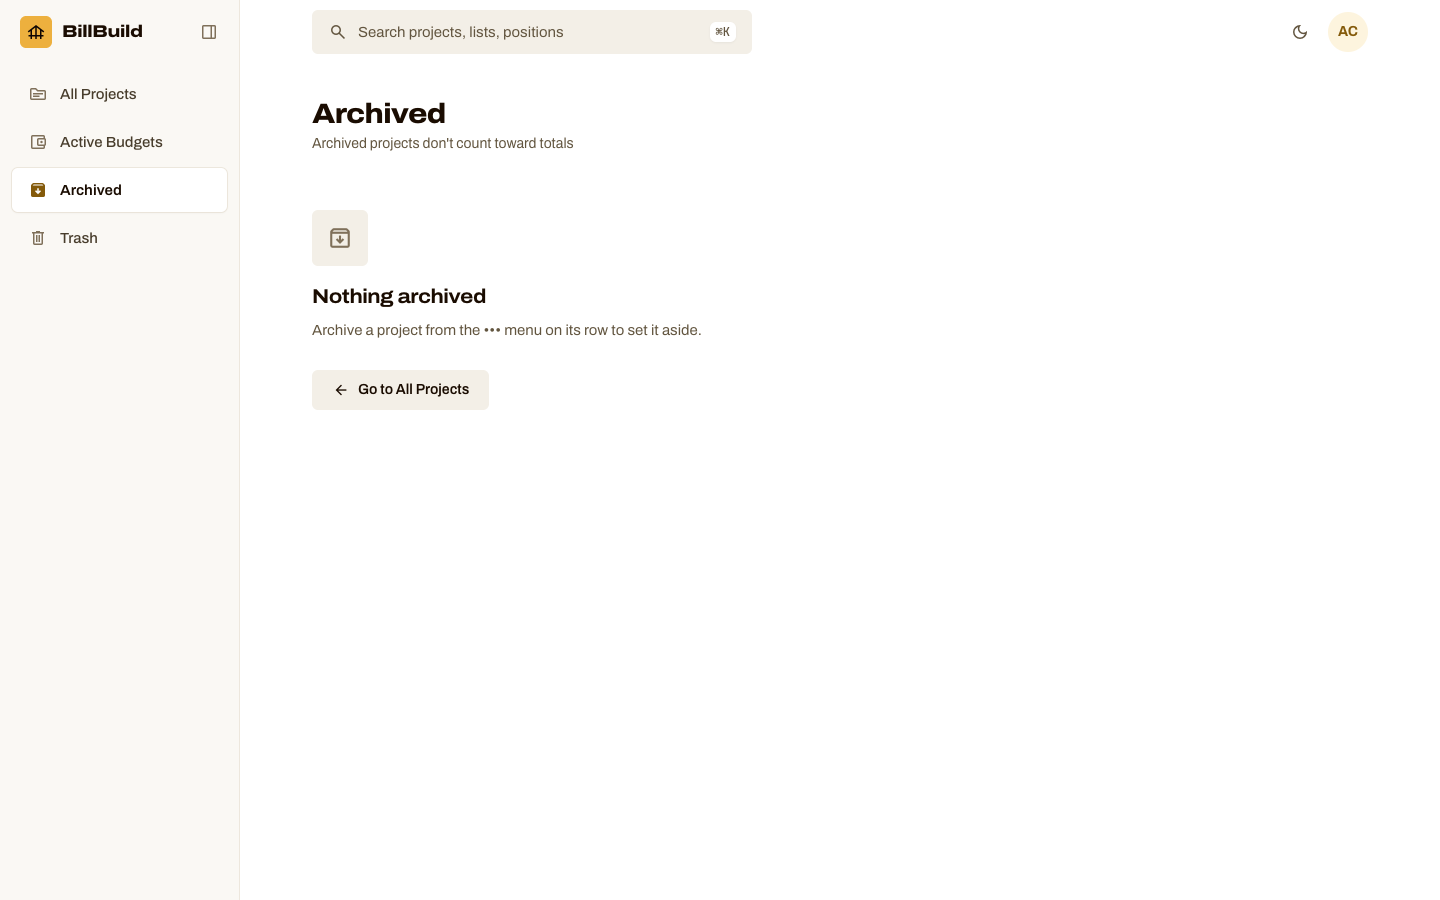 BillBuild
Search projects, lists, positions
⌘K
AC
All Projects
Active Budgets
Archived
Trash
Archived
Archived projects don't count toward totals
Nothing archived
Archive a project from the ••• menu on its row to set it aside.
Go to All Projects